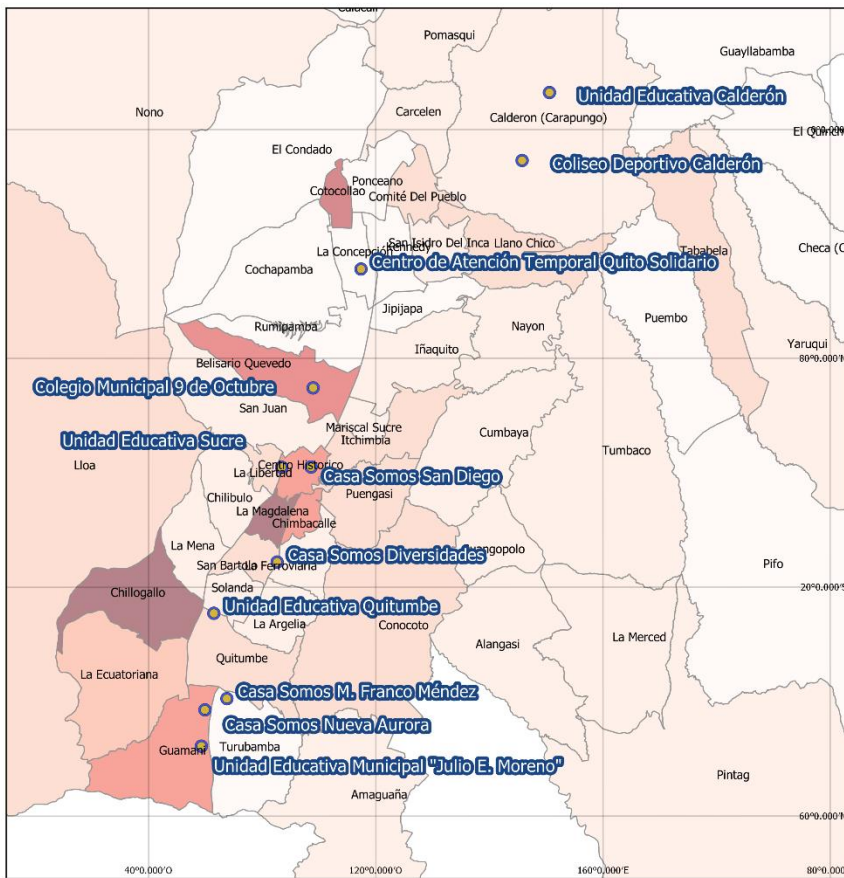 Pomasqui
Guayllabamba
Nono
Carcelen
Unidad Educativa Calderón
Calderon (Carapungo)
El Condado
Coliseo Deportivo Calderón
Ponceano
Cotocollao
Comité Del Pueblo
San Isidro Del Inca
Llano Chico
La Concepción
Kennedy
Tababela
Checa (C
Centro de Atención Temporal Quito Solidario
Cochapamba
Jipijapa
Puembo
Rumipamba
Nayon
Yaruqui
Iñaquito
Belisario Quevedo
80°0.000'
Colegio Municipal 9 de Octubre
San Juan
Mariscal Sucre
Itchimbia
Cumbaya
Unidad Educativa Sucre
Tumbaco
Lloa
Centro Historico
La Libertad
Casa Somos San Diego
Puengasi
Chilibulo
La Magdalena
Chimbacalle
La Mena
Casa Somos Diversidades
San Bartolo
La Ferroviaria
Pifo
Chillogallo
Solanda
20°0.000'N
Unidad Educativa Quitumbe
La Argelia
Conocoto
La Merced
Alangasi
Quitumbe
La Ecuatoriana
Casa Somos M. Franco Méndez
Casa Somos Nueva Aurora
Guamaní
Turubamba
Unidad Educativa Municipal "Julio E. Moreno"
Pintag
Amaguaña
60°0.000'N
40°0.000'O
120°0.000'O
160°0.000'E
80°0.000'